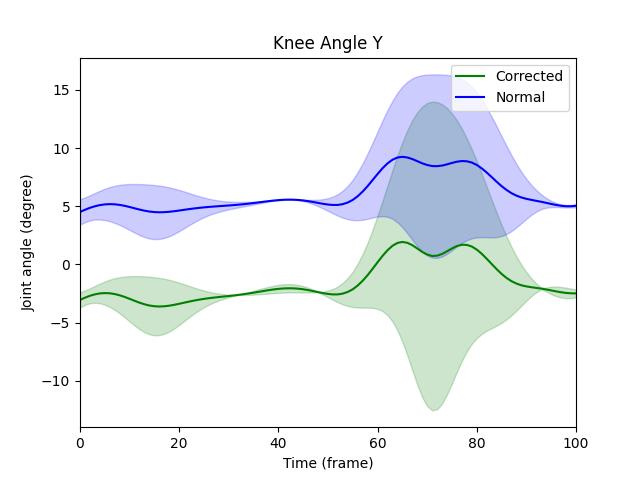 Knee Angle Y
Corrected
Normal
15
10
5
0
−5
−10
Joint angle (degree)
0 20 40 60 80 100
Time (frame)